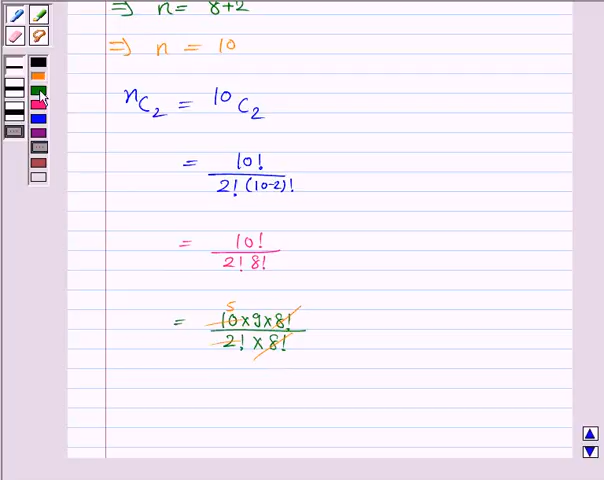 ⇒ n = 8+2
⇒ n = 10
ⁿC₂ = ¹⁰C₂
= 10! / 2! (10-2)!
= 10! / 2! 8!
5
= 10×9×8! / 2! × 8!